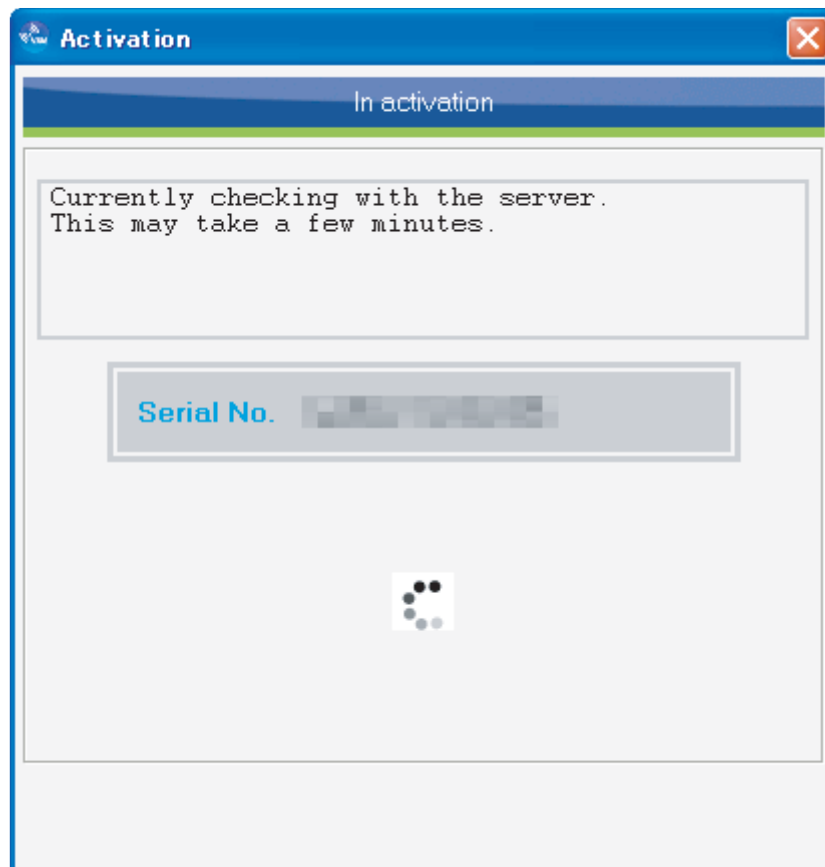 Activation
In activation
Currently checking with the server.
This may take a few minutes.
Serial No.